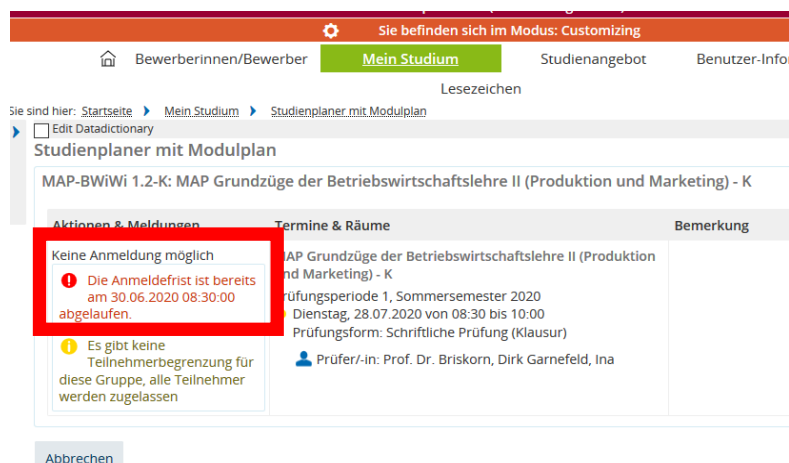 Sie befinden sich im Modus: Customizing
Bewerberinnen/Bewerber Mein Studium Studienangebot Benutzer-Infor
Lesezeichen
Sie sind hier: Startseite Mein Studium Studienplaner mit Modulplan
Edit Datadictionary
Studienplaner mit Modulplan
MAP-BWiWi 1.2-K: MAP Grundzüge der Betriebswirtschaftslehre II (Produktion und Marketing) - K
Aktionen & Meldungen Termine & Räume Bemerkung
Keine Anmeldung möglich
Die Anmeldefrist ist bereits
am 30.06.2020 08:30:00
abgelaufen.
Es gibt keine
Teilnehmerbegrenzung für
diese Gruppe, alle Teilnehmer
werden zugelassen
MAP Grundzüge der Betriebswirtschaftslehre II (Produktion
und Marketing) - K
Prüfungsperiode 1, Sommersemester 2020
Dienstag, 28.07.2020 von 08:30 bis
10:00
Prüfungsform: Schriftliche Prüfung
(Klausur)
Prüfer/-in: Prof. Dr. Briskorn, Dirk Garnefeld, Ina
Abbrechen